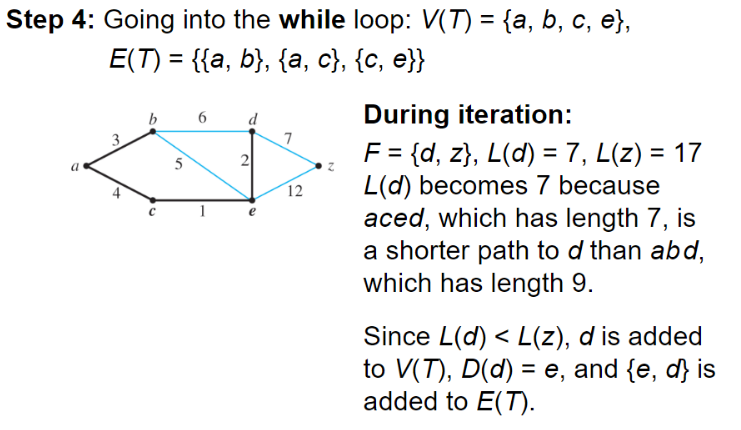 Step 4: Going into the while loop: V(T) = {a, b, c, e},
E(T) = {{a, b}, {a, c}, {c, e}}
b 6 d
3 7
a 5 2 z
4 12
c 1 e
During iteration:
F = {d, z}, L(d) = 7, L(z) = 17
L(d) becomes 7 because
aced, which has length 7, is
a shorter path to d than abd,
which has length 9.
Since L(d) < L(z), d is added
to V(T), D(d) = e, and {e, d} is
added to E(T).